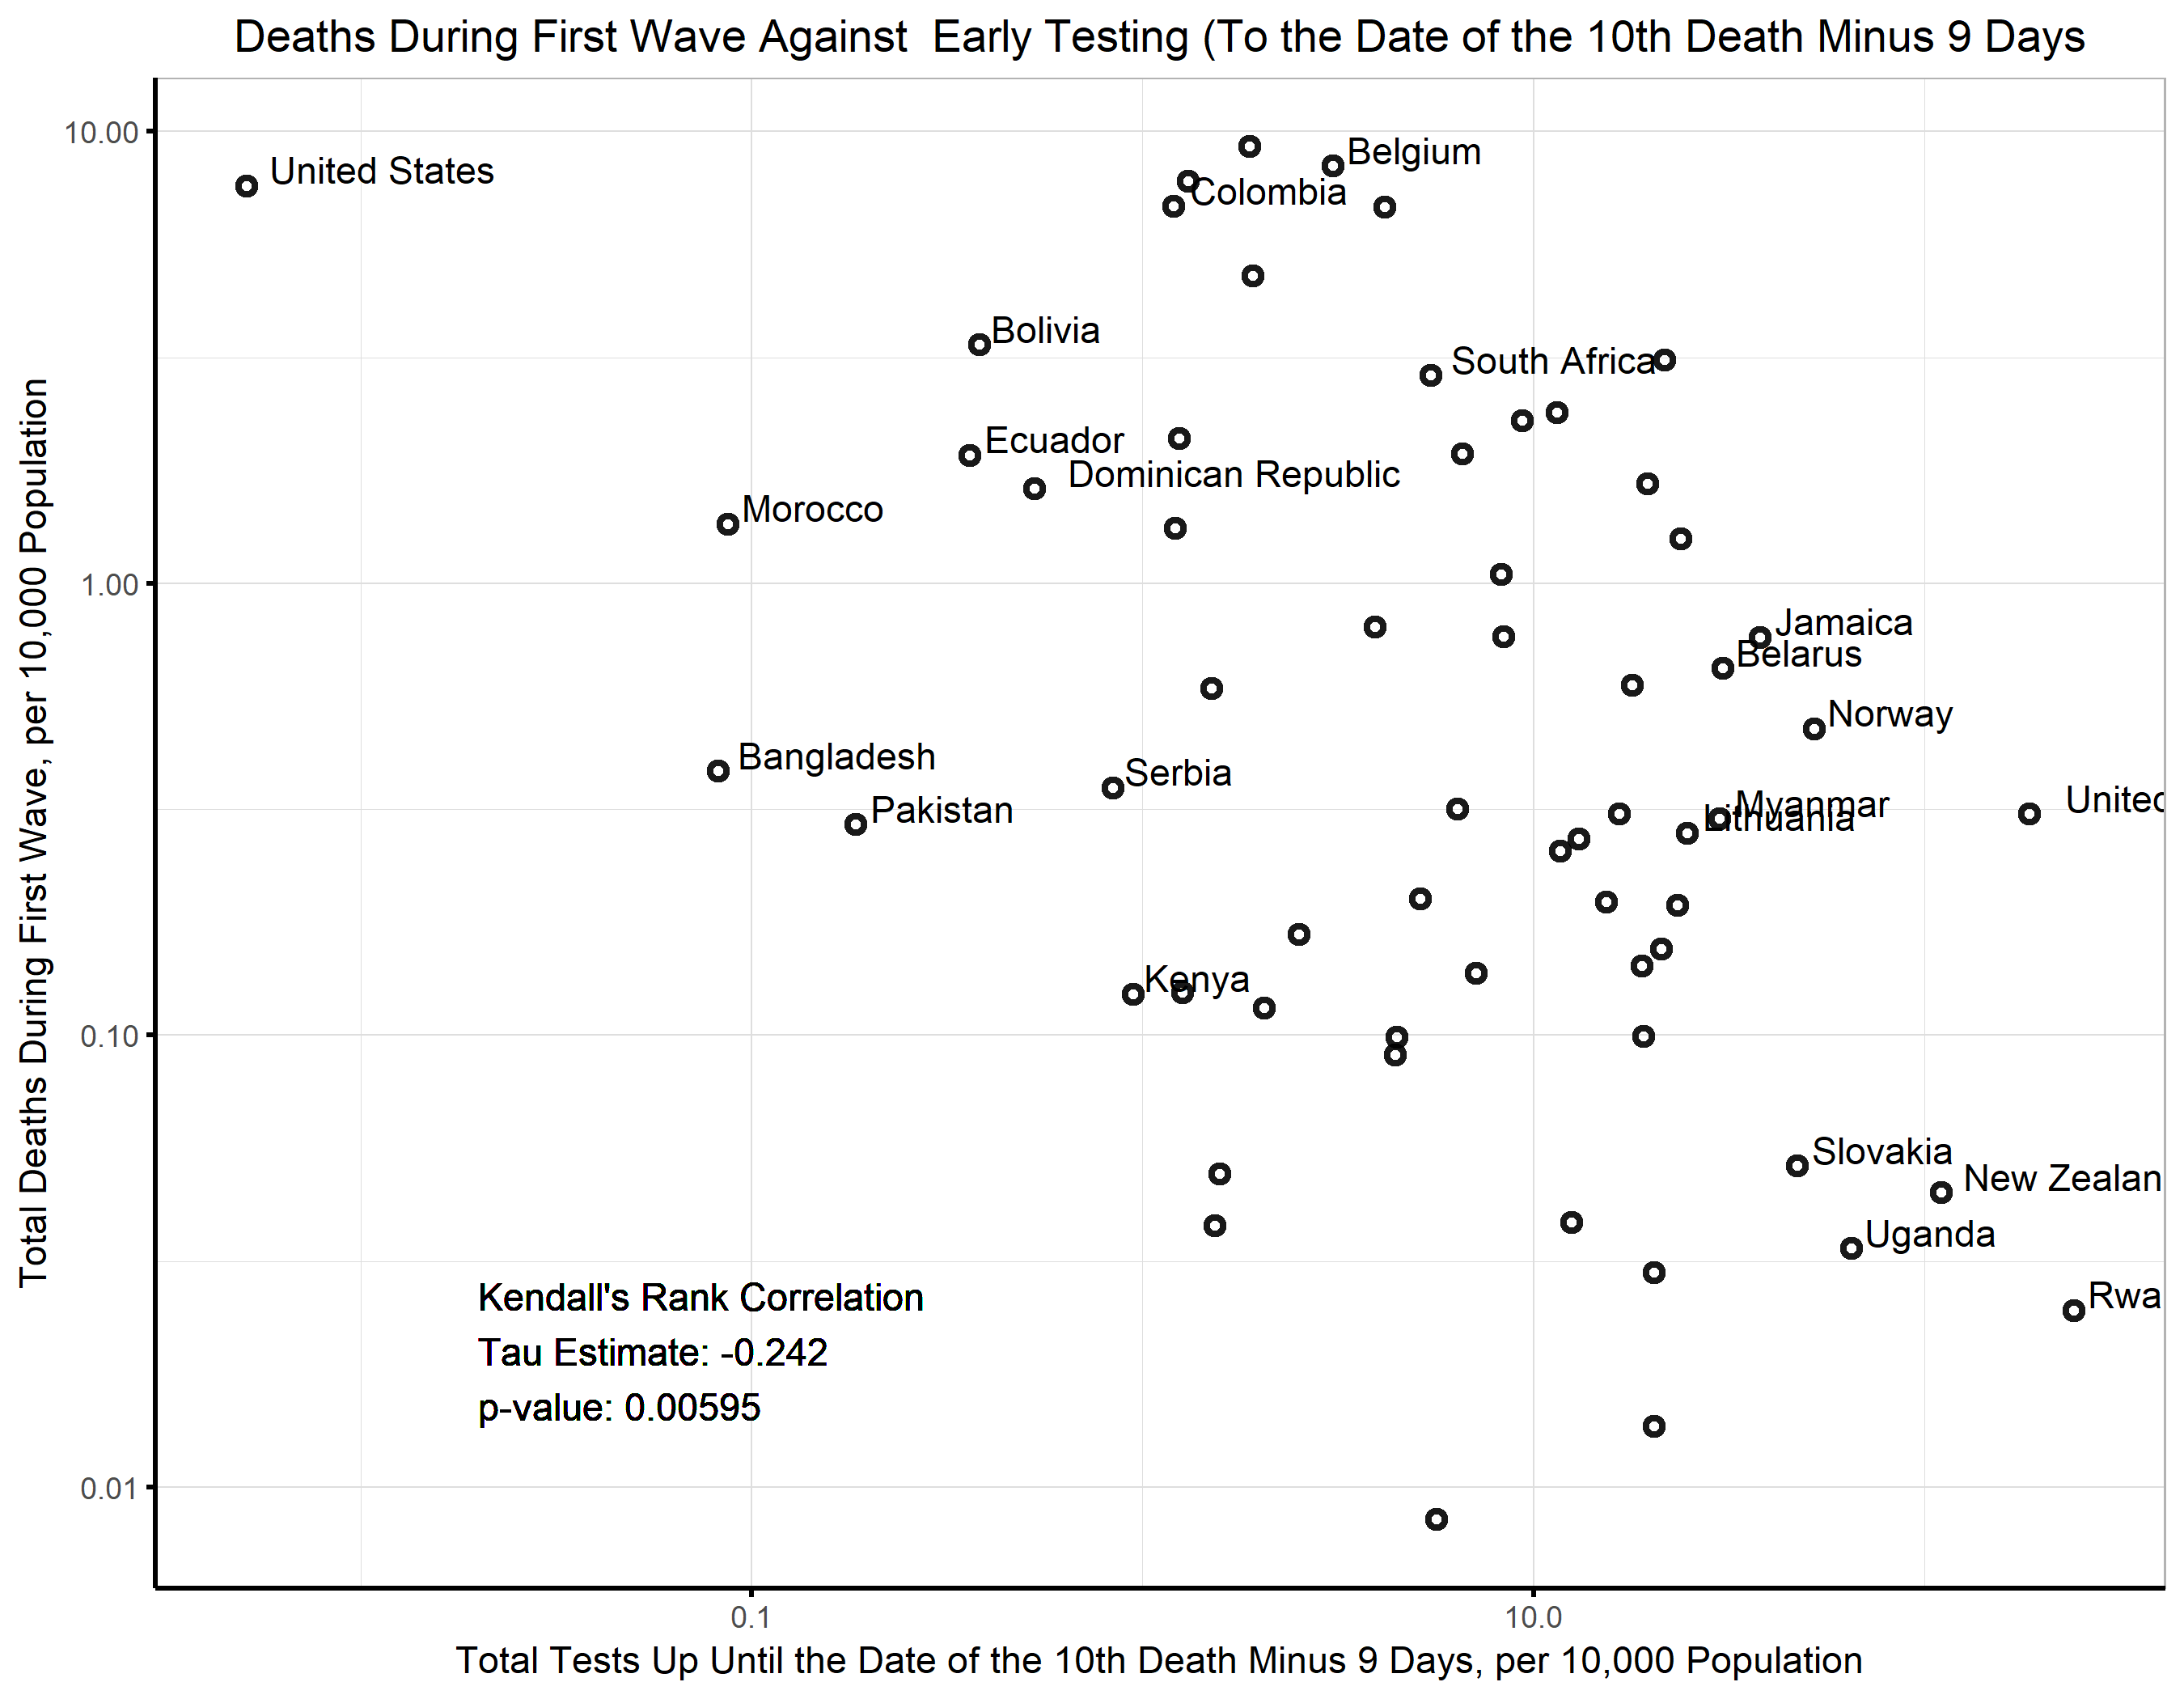 Deaths During First Wave Against  Early Testing (To the Date of the 10th Death Minus 9 Days
Total Deaths During First Wave, per 10,000 Population
10.00
1.00
0.10
0.01
United States
Belgium
Colombia
Bolivia
South Africa
Ecuador
Dominican Republic
Morocco
Jamaica
Belarus
Norway
Bangladesh
Serbia
Pakistan
Myanmar
Lithuania
United
Kenya
Slovakia
New Zealan
Uganda
Rwa
Kendall's Rank Correlation
Tau Estimate: -0.242
p-value: 0.00595
0.1
10.0
Total Tests Up Until the Date of the 10th Death Minus 9 Days, per 10,000 Population